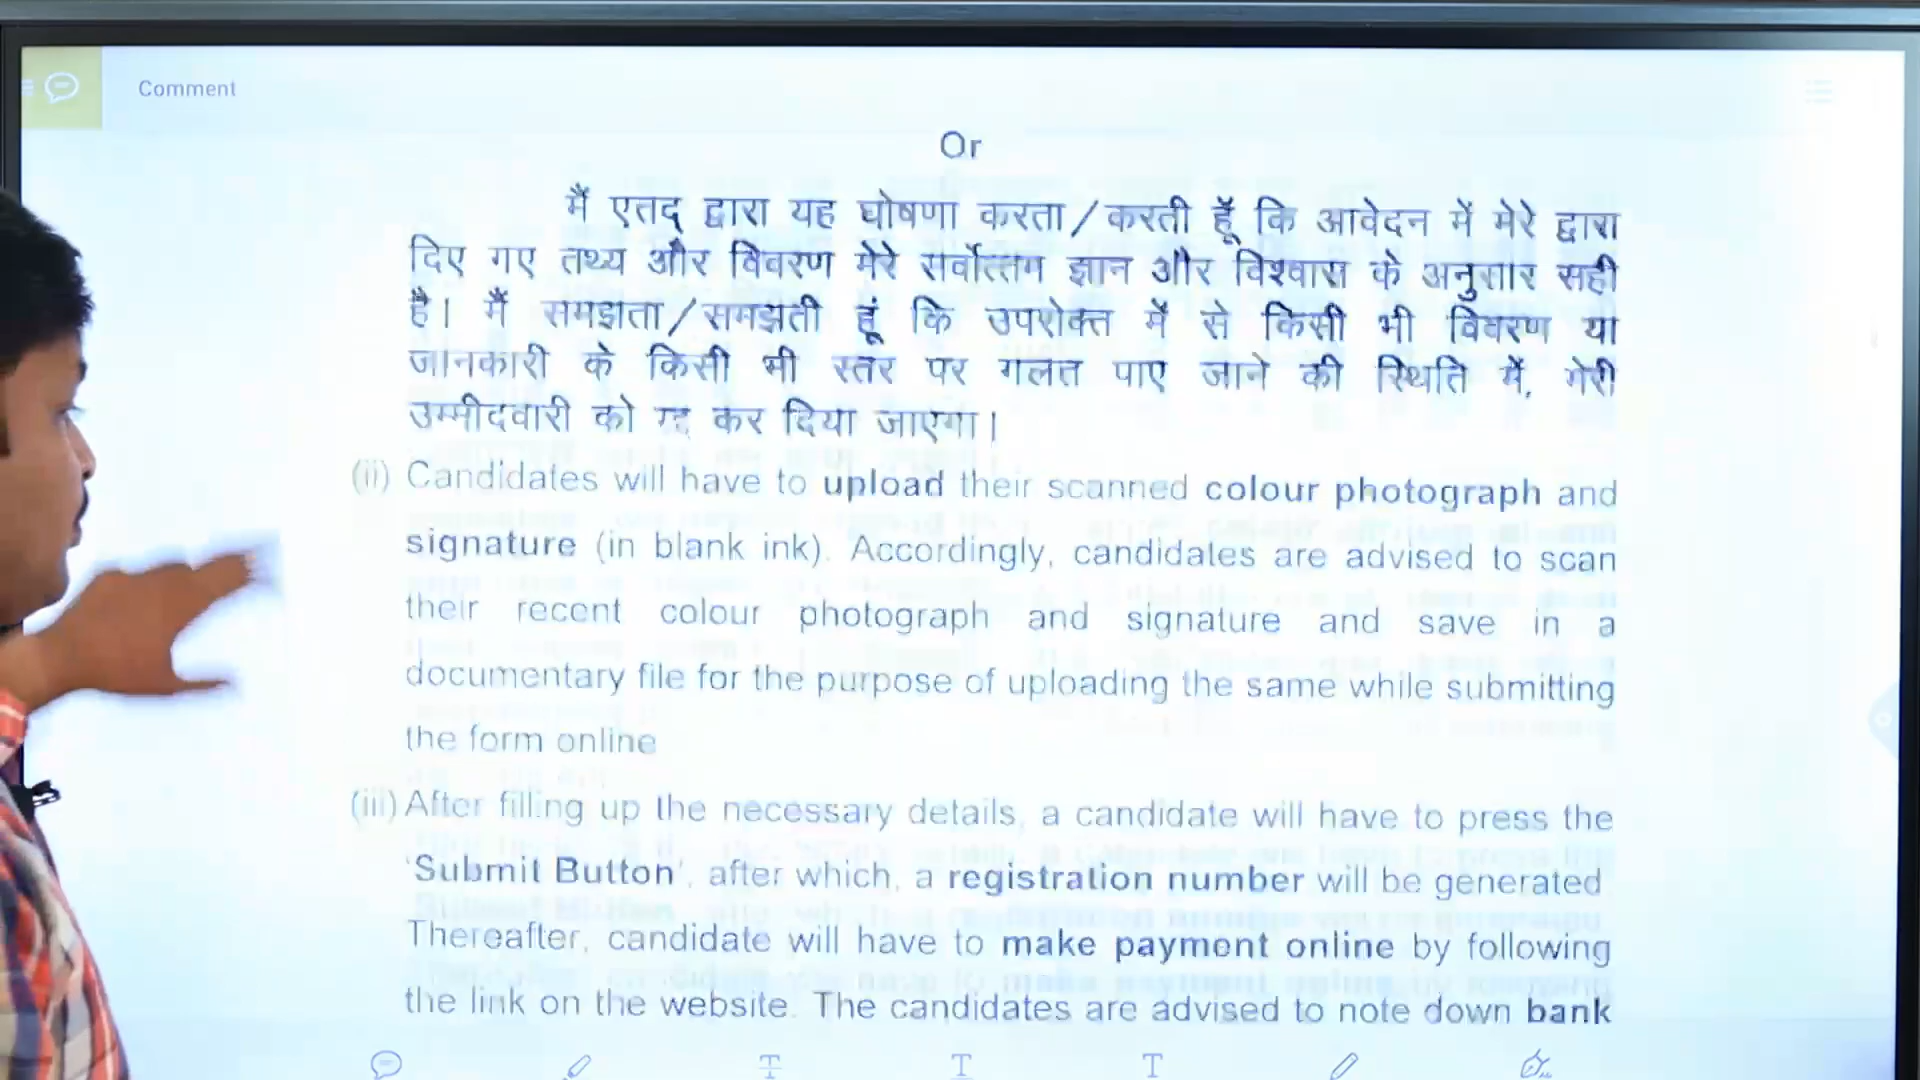 Comment
Or
मैं एतद् द्वारा यह घोषणा करता/करती हूँ कि आवेदन में मेरे द्वारा
दिए गए तथ्य और विवरण मेरे सर्वोत्तम ज्ञान और विश्वास के अनुसार सही
है। मैं समझता/समझती हूं कि उपरोक्त में से किसी भी विवरण या
जानकारी के किसी भी स्तर पर गलत पाए जाने की स्थिति में, मेरी
उम्मीदवारी को रद्द कर दिया जाएगा।
(ii) Candidates will have to upload their scanned colour photograph and
signature (in blank ink). Accordingly, candidates are advised to scan
their recent colour photograph and signature and save in a
documentary file for the purpose of uploading the same while submitting
the form online
(iii) After filling up the necessary details, a candidate will have to press the
'Submit Button', after which, a registration number will be generated
Thereafter, candidate will have to make payment online by following
the link on the website. The candidates are advised to note down bank